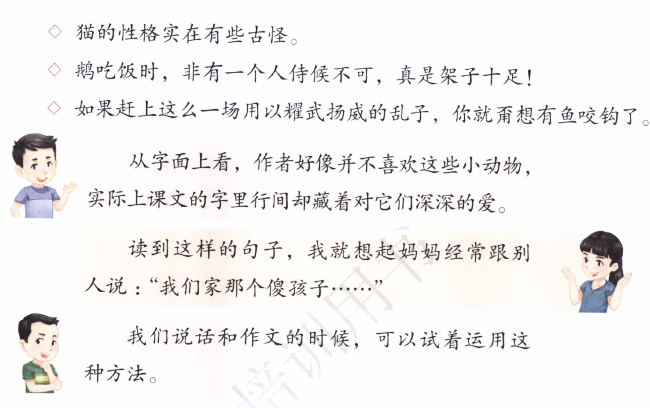 ◇ 猫的性格实在有些古怪。
◇ 鹅吃饭时，非有一个人侍候不可，真是架子十足！
◇ 如果赶上这么一场用以耀武扬威的乱子，你就甭想有鱼咬钩了。
从字面上看，作者好像并不喜欢这些小动物，
实际上课文的字里行间却藏着对它们深深的爱。
读到这样的句子，我就想起妈妈经常跟别
人说：“我们家那个傻孩子……”
我们说话和作文的时候，可以试着运用这
种方法。
培训用书